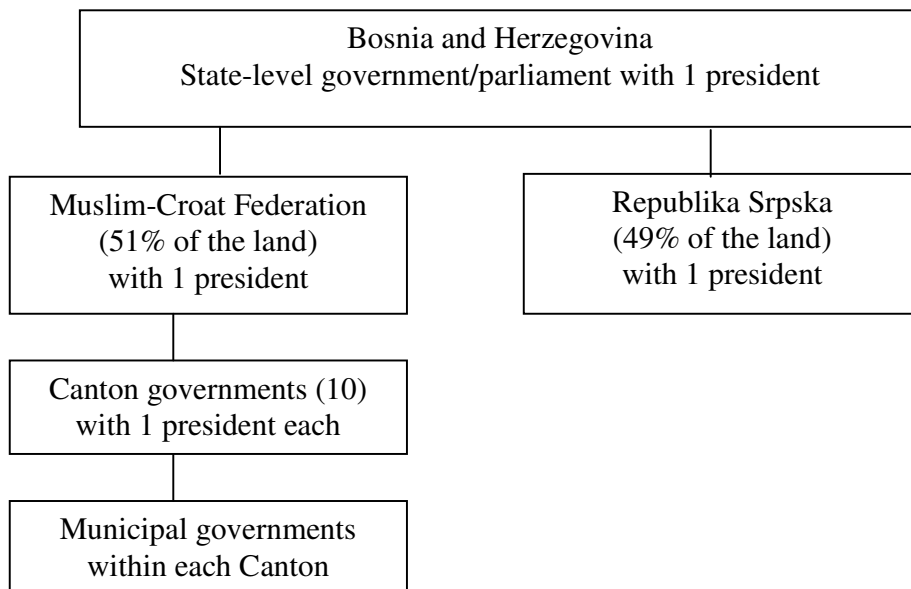 Bosnia and Herzegovina
State-level government/parliament with 1 president
Muslim-Croat Federation
(51% of the land)
with 1 president
Republika Srpska
(49% of the land)
with 1 president
Canton governments (10)
with 1 president each
Municipal governments
within each Canton